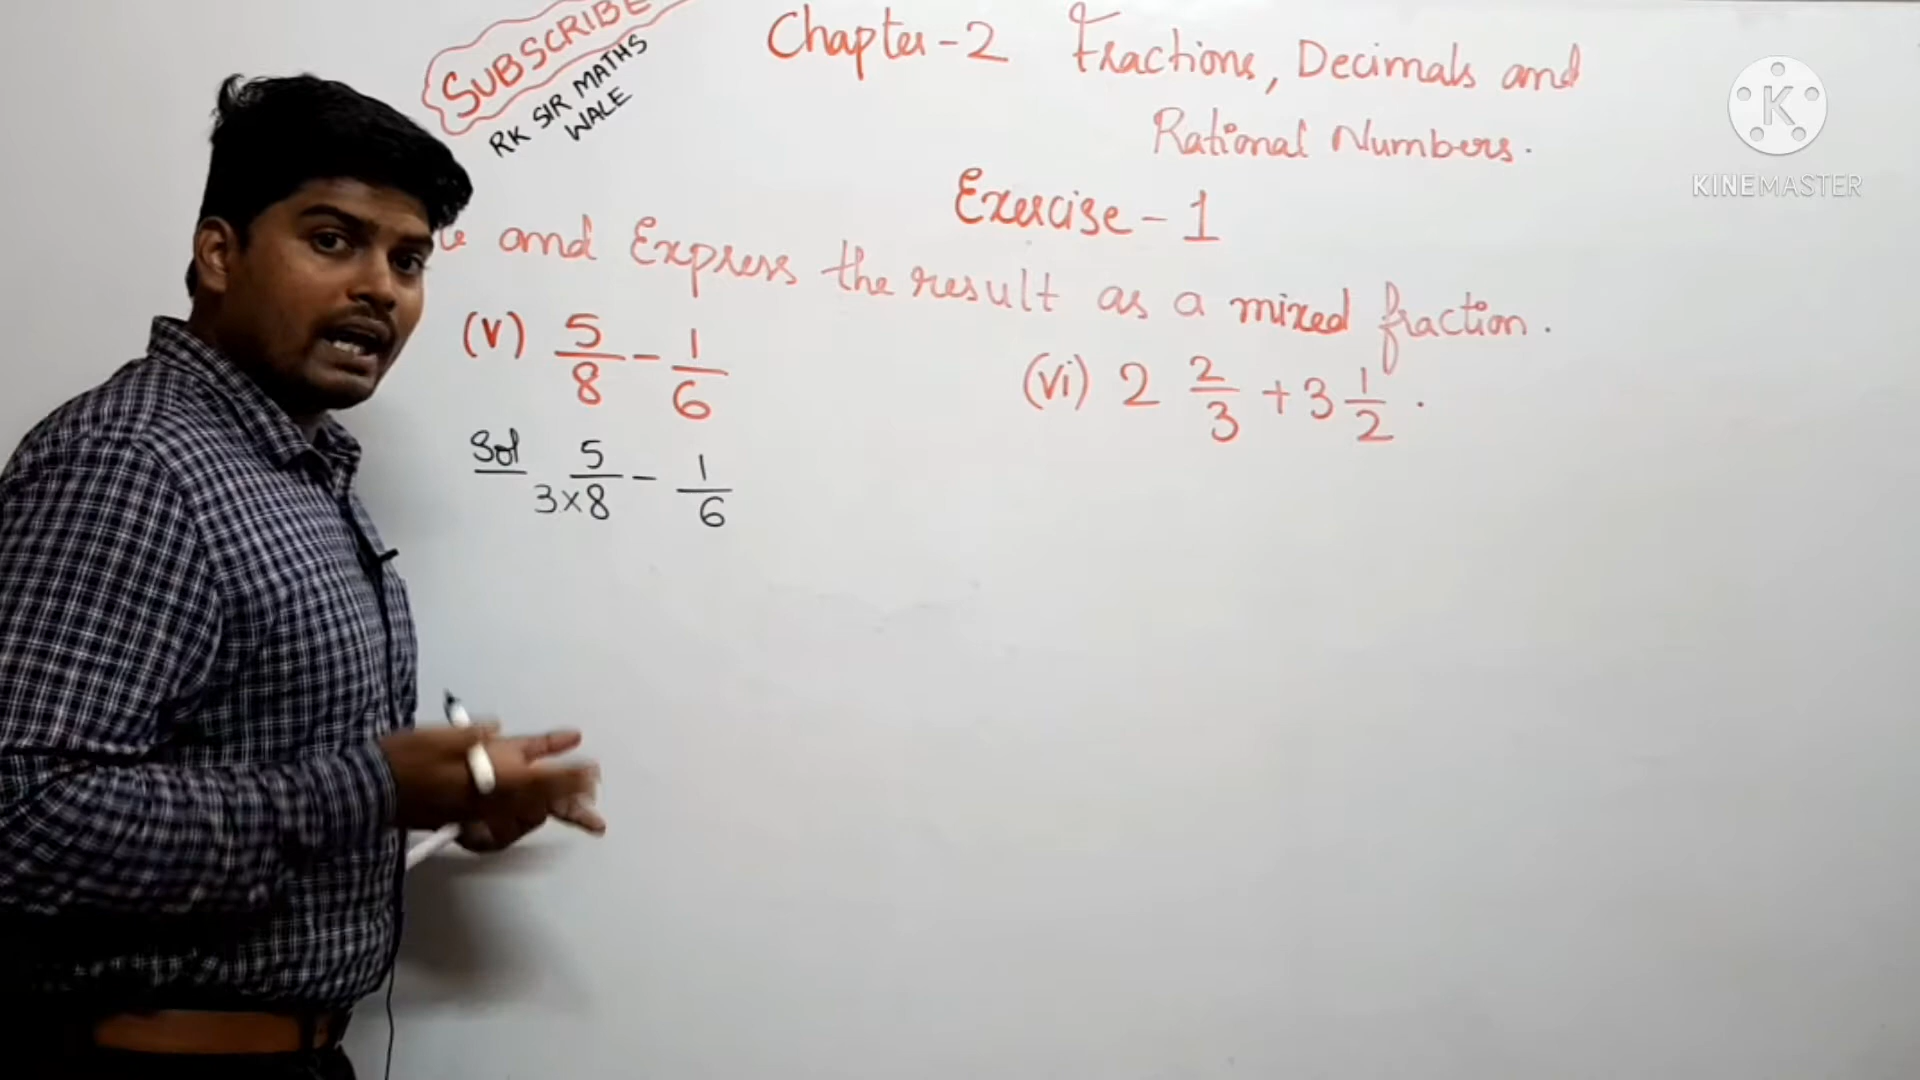 SUBSCRIBE
RK SIR MATHS
WALE
Chapter-2 Fractions, Decimals and
Rational Numbers.
KINEMASTER
Exercise-1
and Express the result as a mixed fraction.
(v) 5/8 - 1/6
(vi) 2 2/3 + 3 1/2 .
Sol 5/3×8 - 1/6